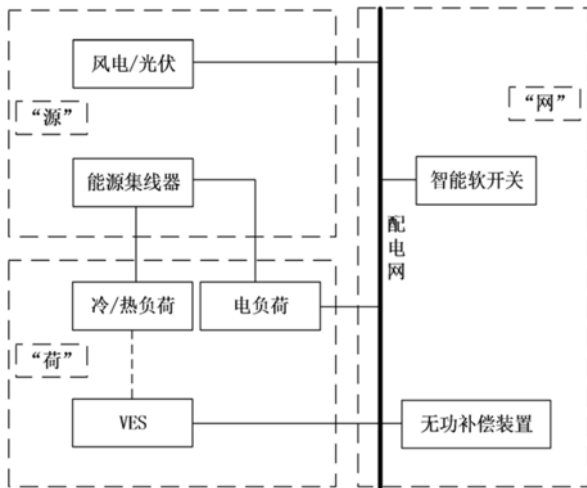 风电/光伏
“源”
“网”
能源集线器
智能软开关
配电网
冷/热负荷
电负荷
“荷”
VES
无功补偿装置